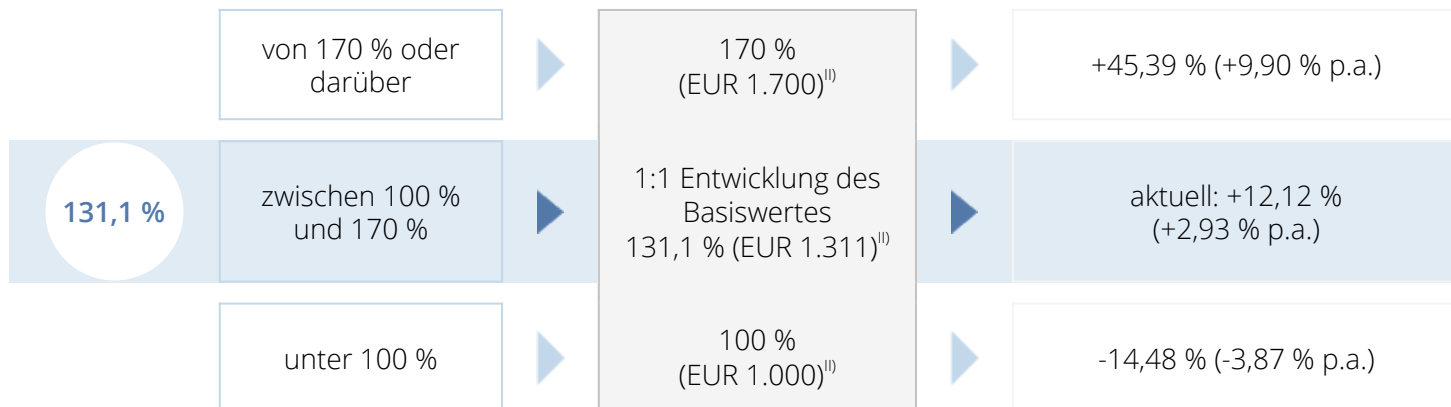 von 170 % oder
darüber
170 %
(EUR 1.700)II)
+45,39 % (+9,90 % p.a.)
131,1 %
zwischen 100 %
und 170 %
1:1 Entwicklung des
Basiswertes
131,1 % (EUR 1.311)II)
aktuell: +12,12 %
(+2,93 % p.a.)
unter 100 %
100 %
(EUR 1.000)II)
-14,48 % (-3,87 % p.a.)